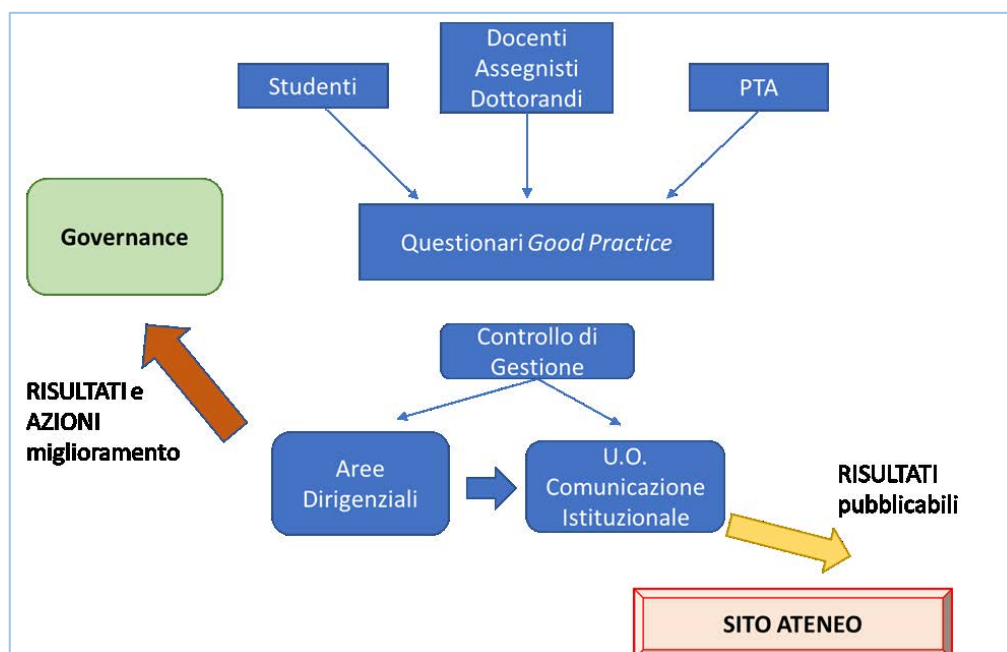 Docenti
Assegnisti
Dottorandi
Studenti
PTA
Governance
Questionari Good Practice
Controllo di
Gestione
RISULTATI e
AZIONI
miglioramento
Aree
Dirigenziali
U.O.
Comunicazione
Istituzionale
RISULTATI
pubblicabili
SITO ATENEO